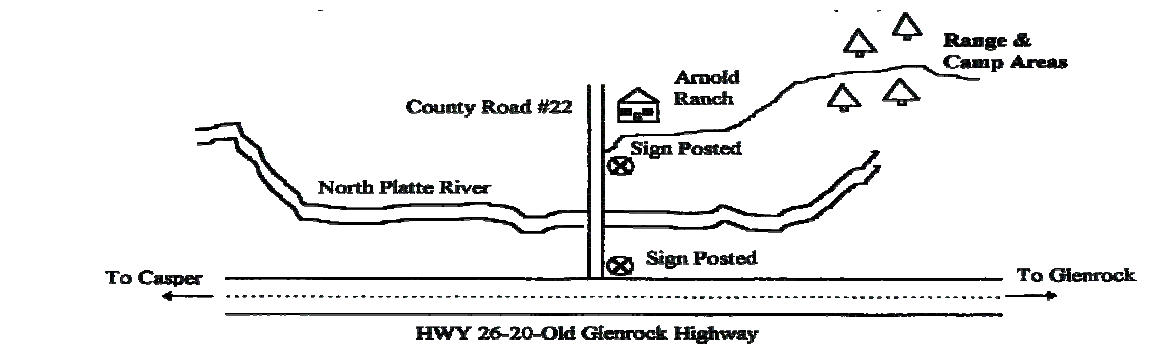 Range &
Camp Areas
Arnold
Ranch
County Road #22
Sign Posted
North Platte River
Sign Posted
To Casper
To Glenrock
HWY 26-20-Old Glenrock Highway